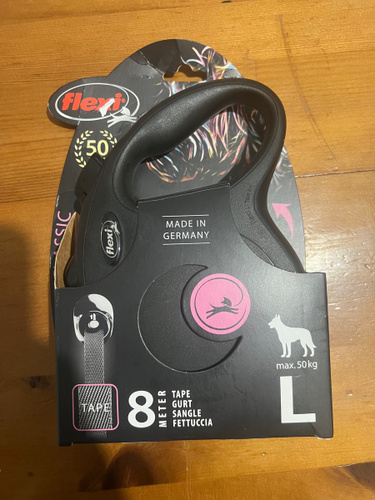 flexi
50
flexi
MADE IN
GERMANY
max. 50 kg
TAPE
8
METER
TAPE
GURT
SANGLE
FETTUCCIA
L